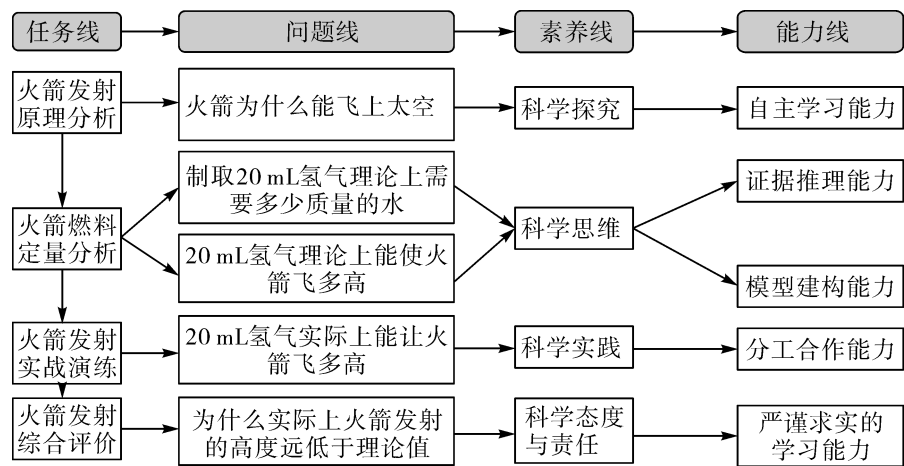 任务线
问题线
素养线
能力线
火箭发射
原理分析
火箭为什么能飞上太空
科学探究
自主学习能力
火箭燃料
定量分析
制取20 mL氢气理论上需
要多少质量的水
20 mL氢气理论上能使火
箭飞多高
科学思维
证据推理能力
模型建构能力
火箭发射
实战演练
20 mL氢气实际上能让火
箭飞多高
科学实践
分工合作能力
火箭发射
综合评价
为什么实际上火箭发射
的高度远低于理论值
科学态度
与责任
严谨求实的
学习能力